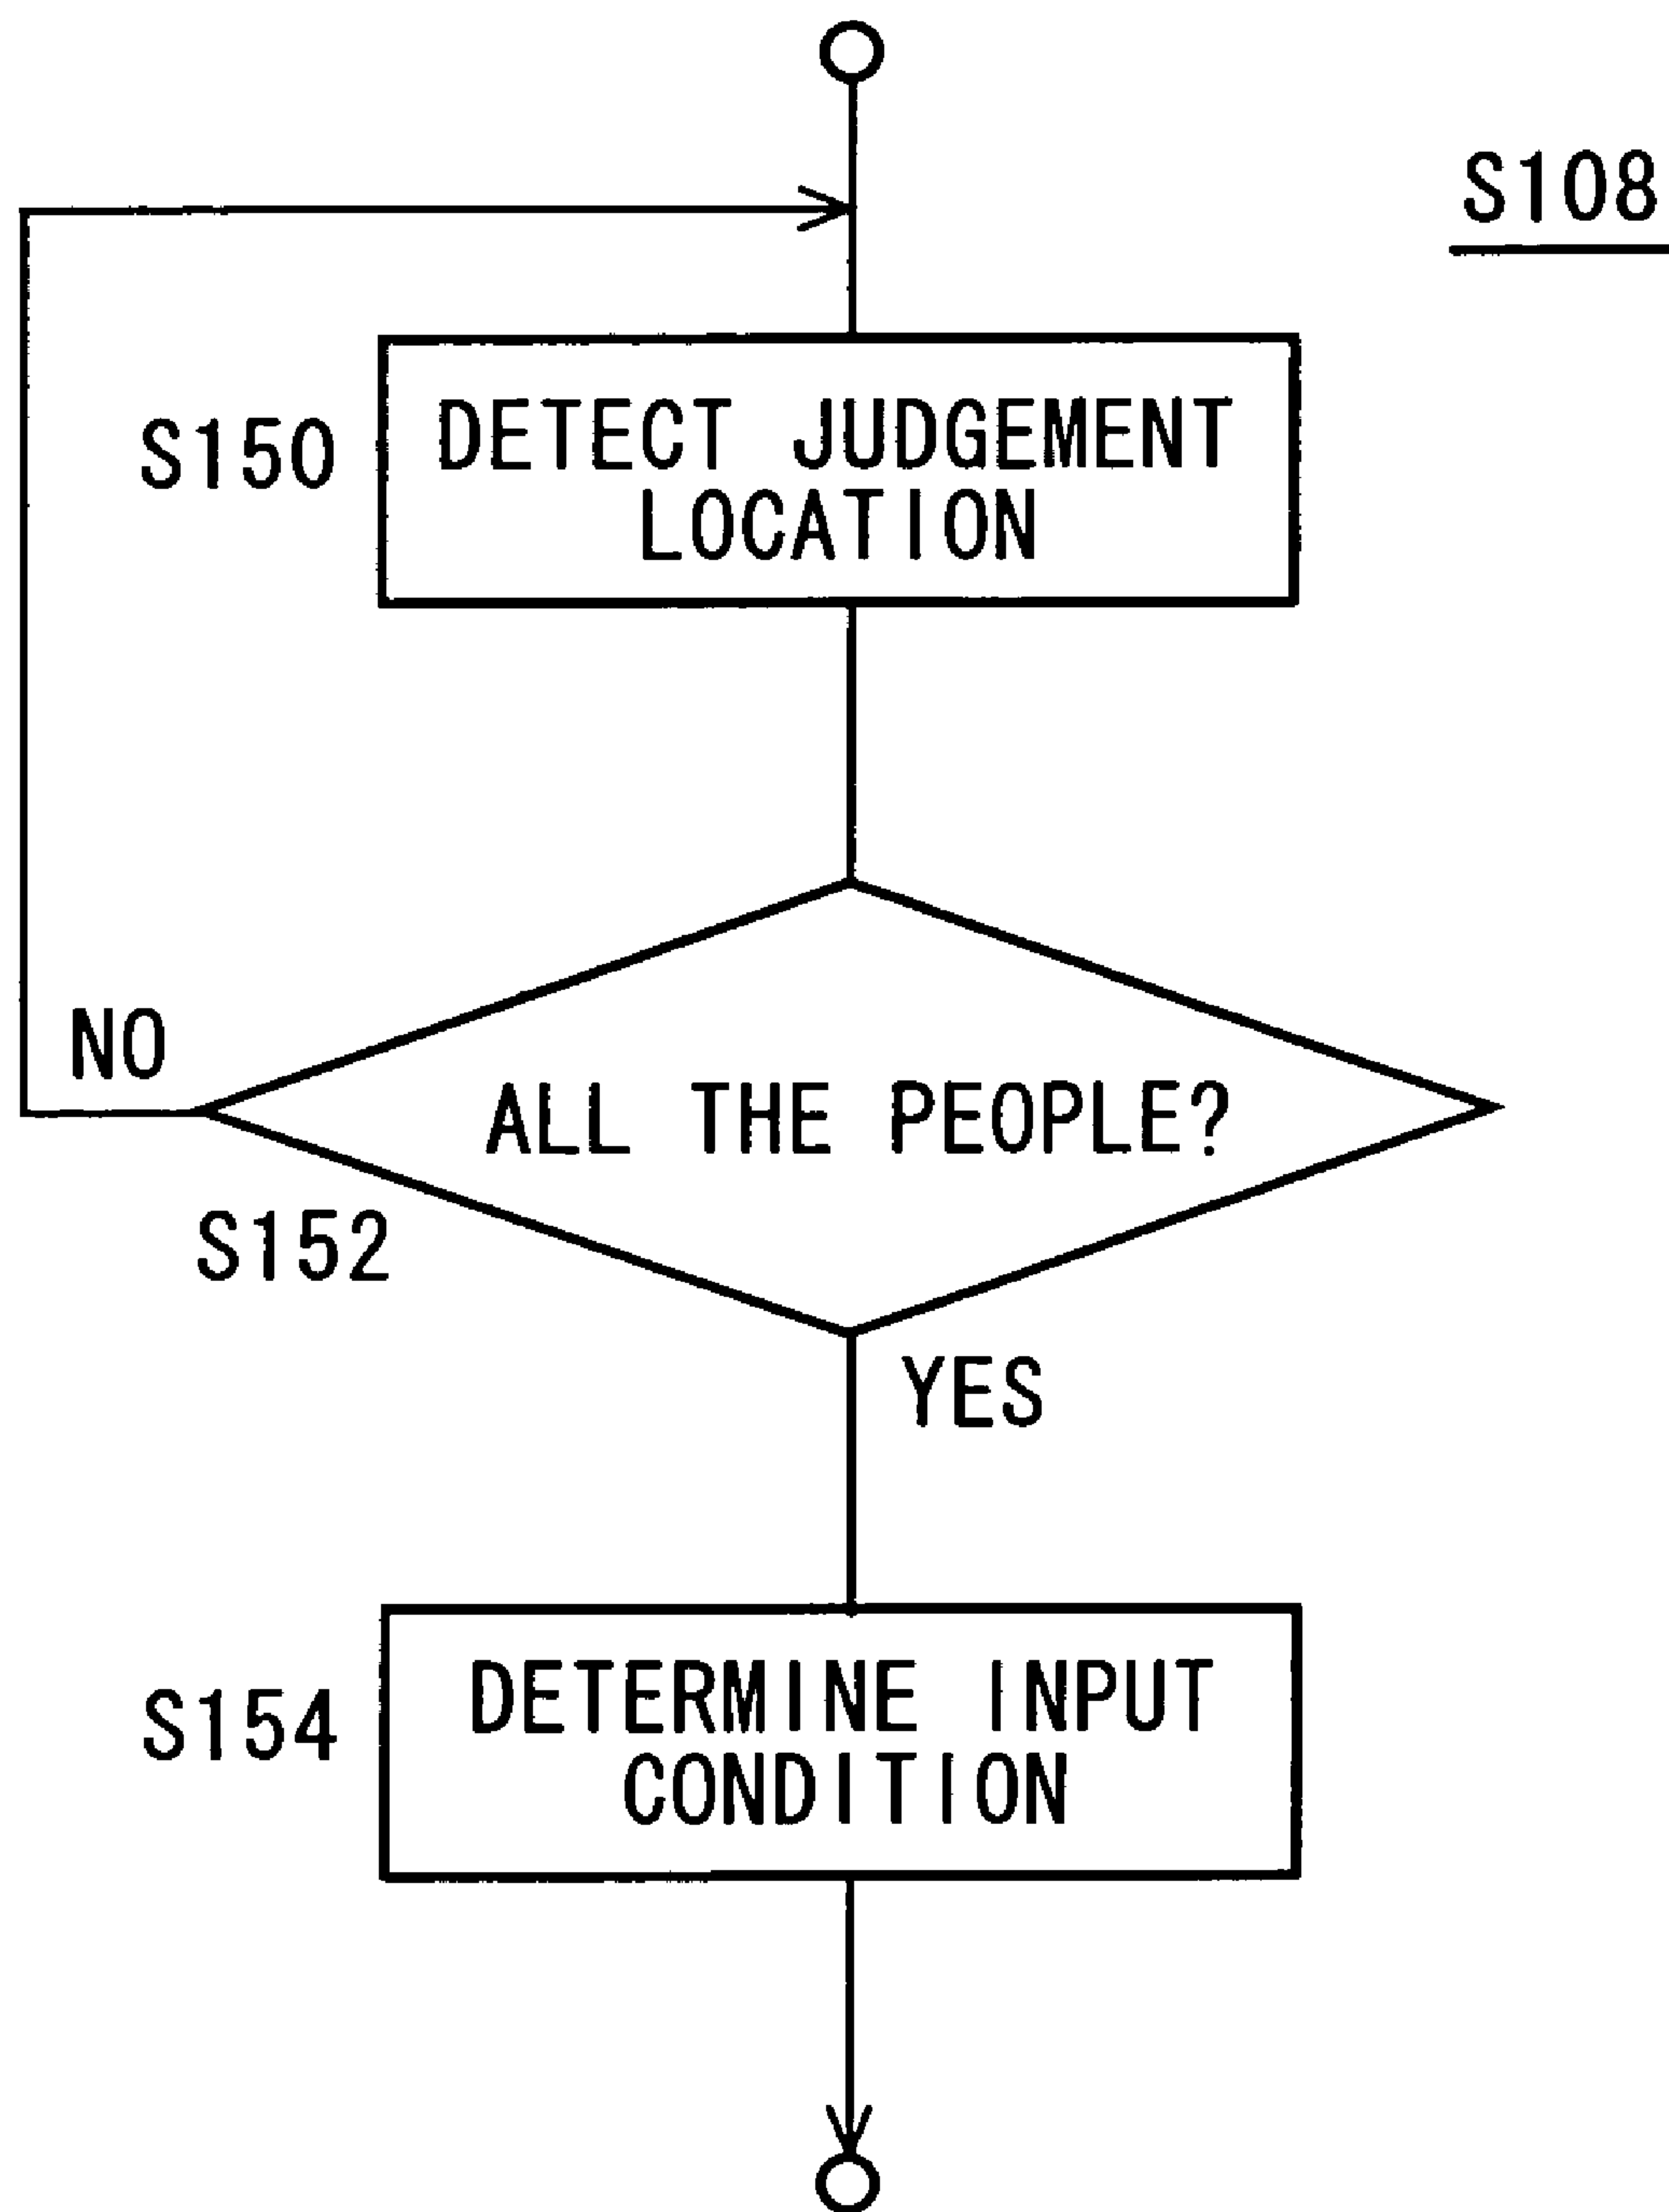 S108
S150
DETECT JUDGEMENT
LOCATION
NO
ALL THE PEOPLE?
S152
YES
S154
DETERMINE INPUT
CONDITION